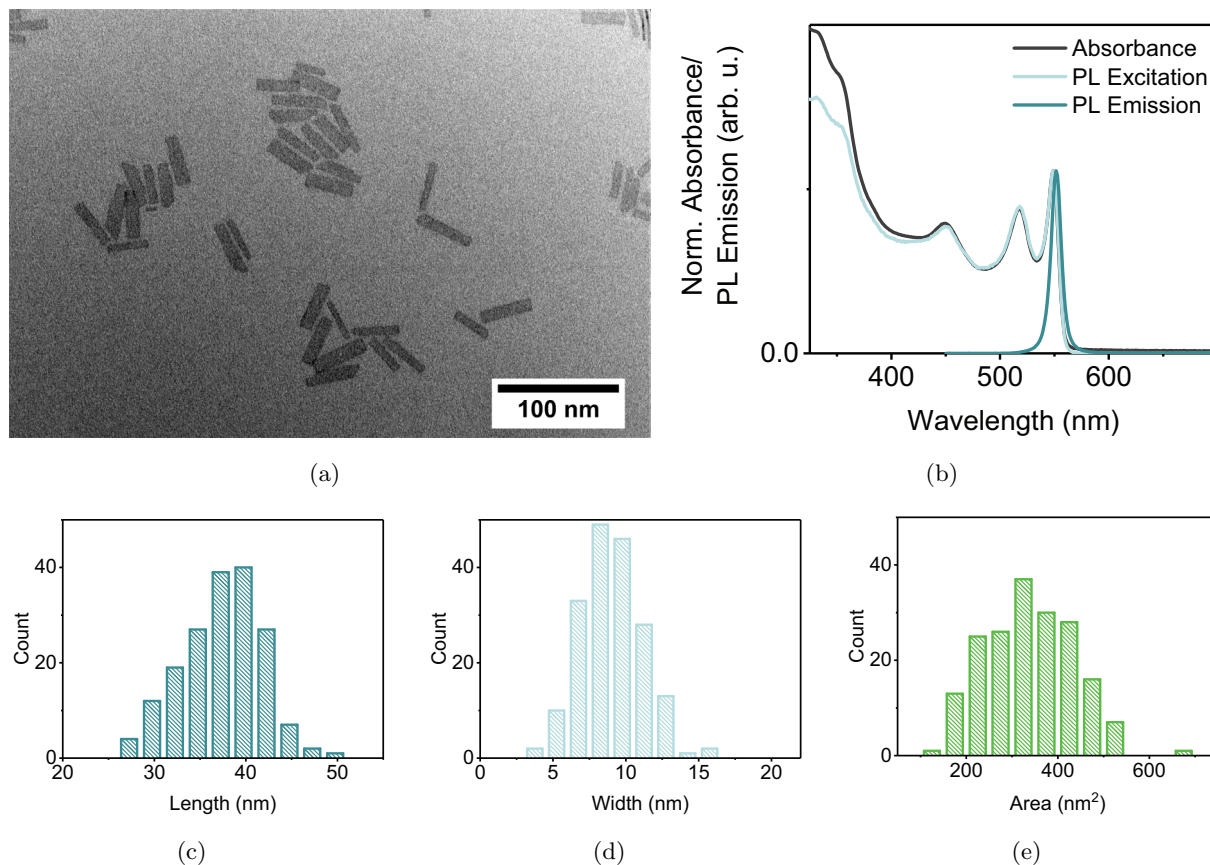 100 nm
(a)
Norm. Absorbance/
PL Emission (arb. u.)
Absorbance
PL Excitation
PL Emission
0.0
400
500
600
Wavelength (nm)
(b)
Count
40
20
0
20
30
40
50
Length (nm)
(c)
Count
40
20
0
0
5
10
15
20
Width (nm)
(d)
Count
40
20
0
200
400
600
Area (nm²)
(e)